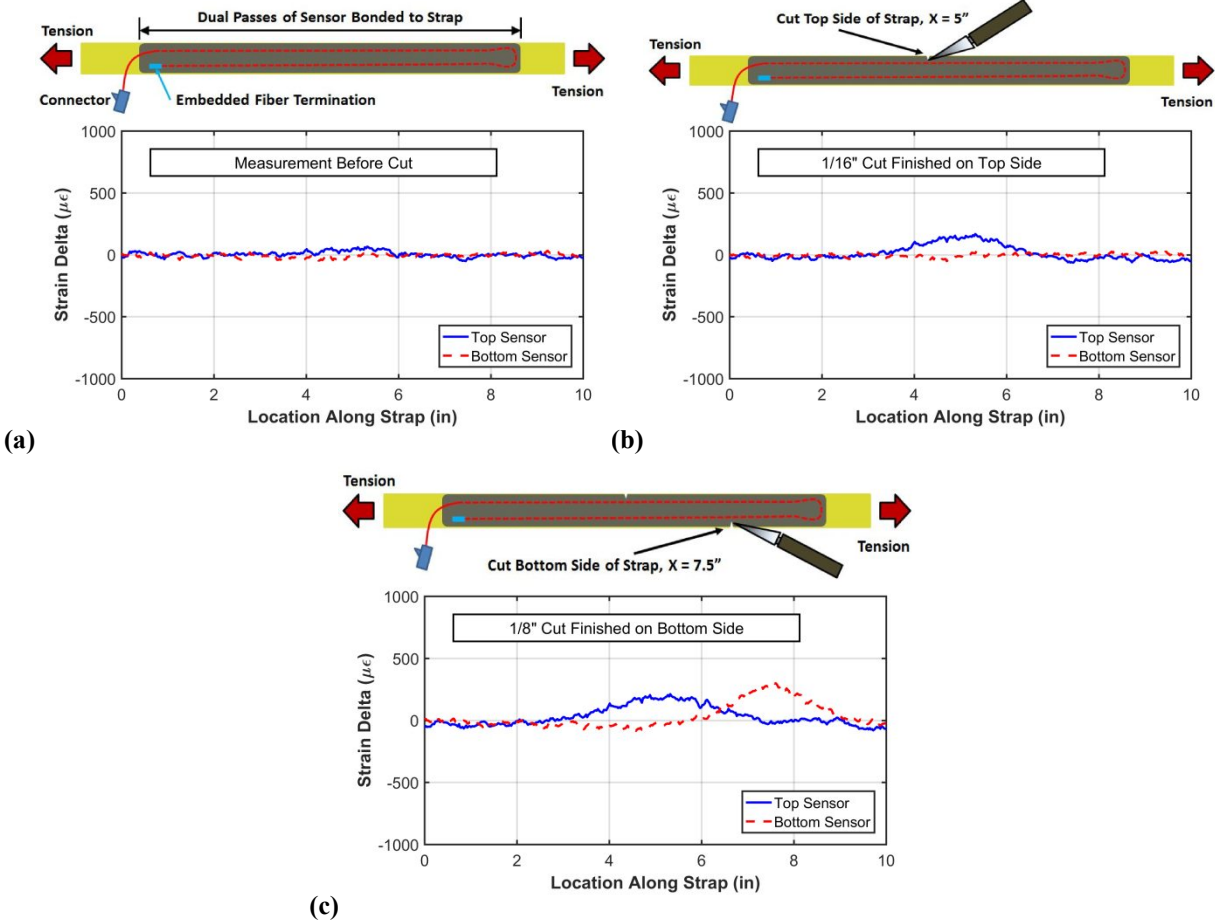 Dual Passes of Sensor Bonded to Strap
Tension
Tension
Connector
Embedded Fiber Termination
Measurement Before Cut
1000
500
0
-500
-1000
Strain Delta (με)
Top Sensor
Bottom Sensor
0 2 4 6 8 10
Location Along Strap (in)
(a)
Cut Top Side of Strap, X = 5”
Tension
Tension
1/16" Cut Finished on Top Side
1000
500
0
-500
-1000
Strain Delta (με)
Top Sensor
Bottom Sensor
0 2 4 6 8 10
Location Along Strap (in)
(b)
Tension
Tension
Cut Bottom Side of Strap, X = 7.5”
1/8" Cut Finished on Bottom Side
1000
500
0
-500
-1000
Strain Delta (με)
Top Sensor
Bottom Sensor
0 2 4 6 8 10
Location Along Strap (in)
(c)